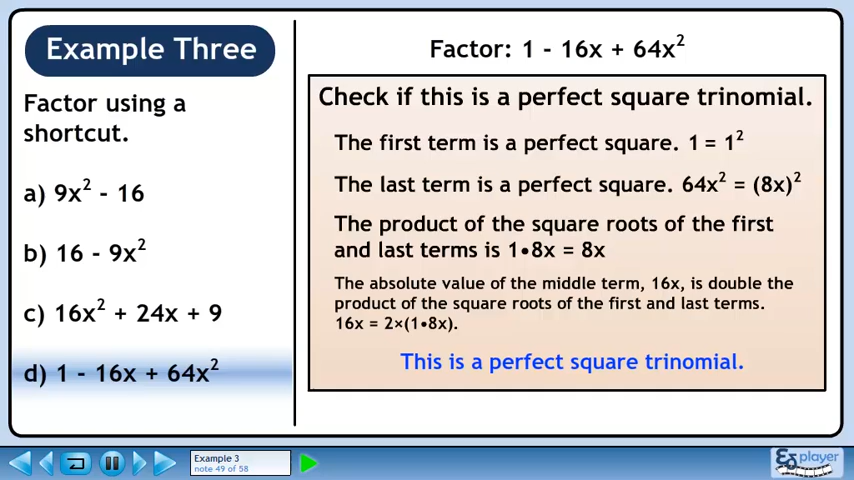 Example Three
Factor using a
shortcut.
a) 9x² - 16
b) 16 - 9x²
c) 16x² + 24x + 9
d) 1 - 16x + 64x²
Factor: 1 - 16x + 64x²
Check if this is a perfect square trinomial.
The first term is a perfect square. 1 = 1²
The last term is a perfect square. 64x² = (8x)²
The product of the square roots of the first
and last terms is 1•8x = 8x
The absolute value of the middle term, 16x, is double the
product of the square roots of the first and last terms.
16x = 2×(1•8x).
This is a perfect square trinomial.
Example 3
note 49 of 58
player